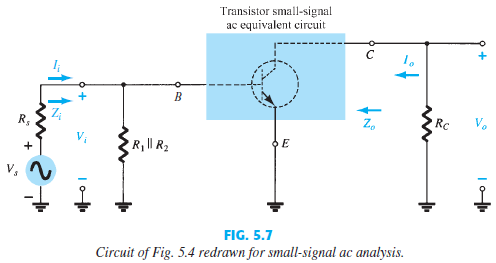 Transistor small-signal
ac equivalent circuit
I_i
+
Z_i
R_s
+
V_s
–
V_i
–
R_1 || R_2
B
E
C
I_o
Z_o
R_C
+
V_o
–
FIG. 5.7
Circuit of Fig. 5.4 redrawn for small-signal ac analysis.